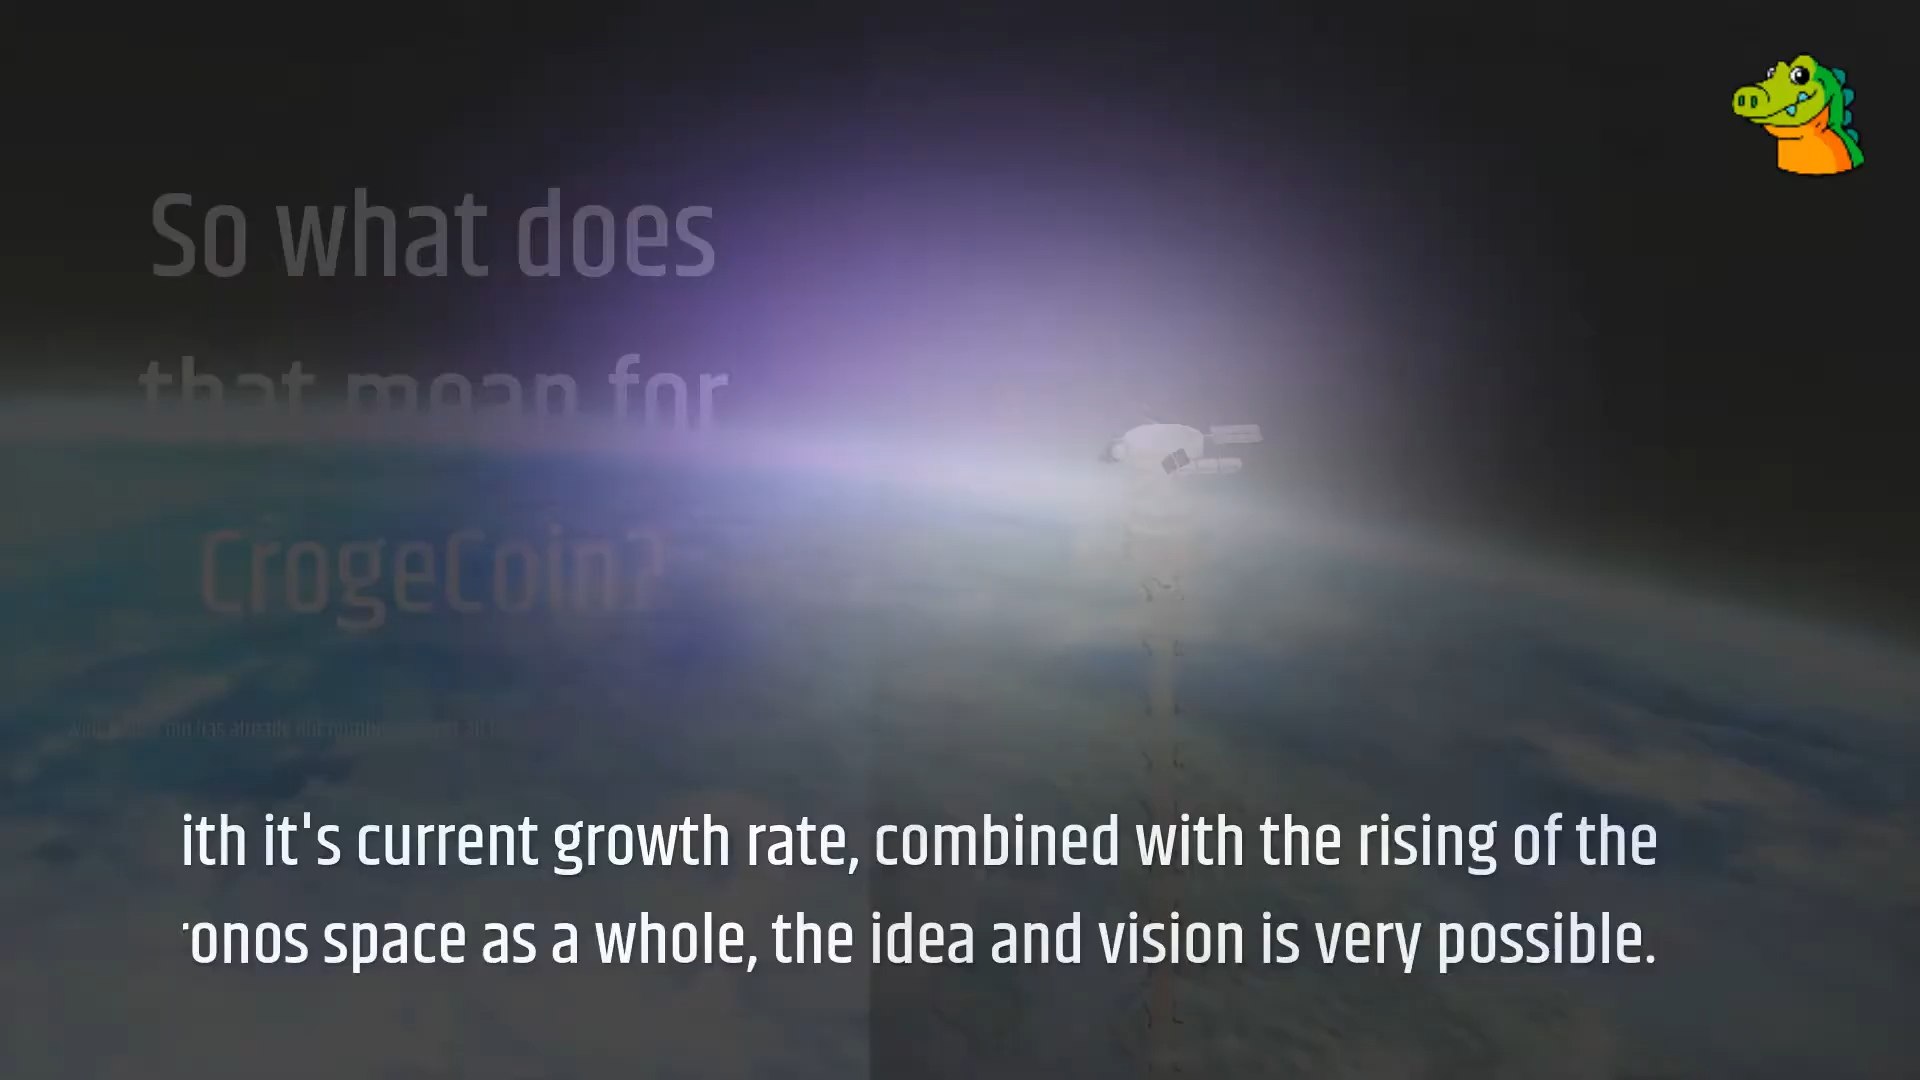 So what does
that mean for
CrogeCoin?
ith it's current growth rate, combined with the rising of the
onos space as a whole, the idea and vision is very possible.